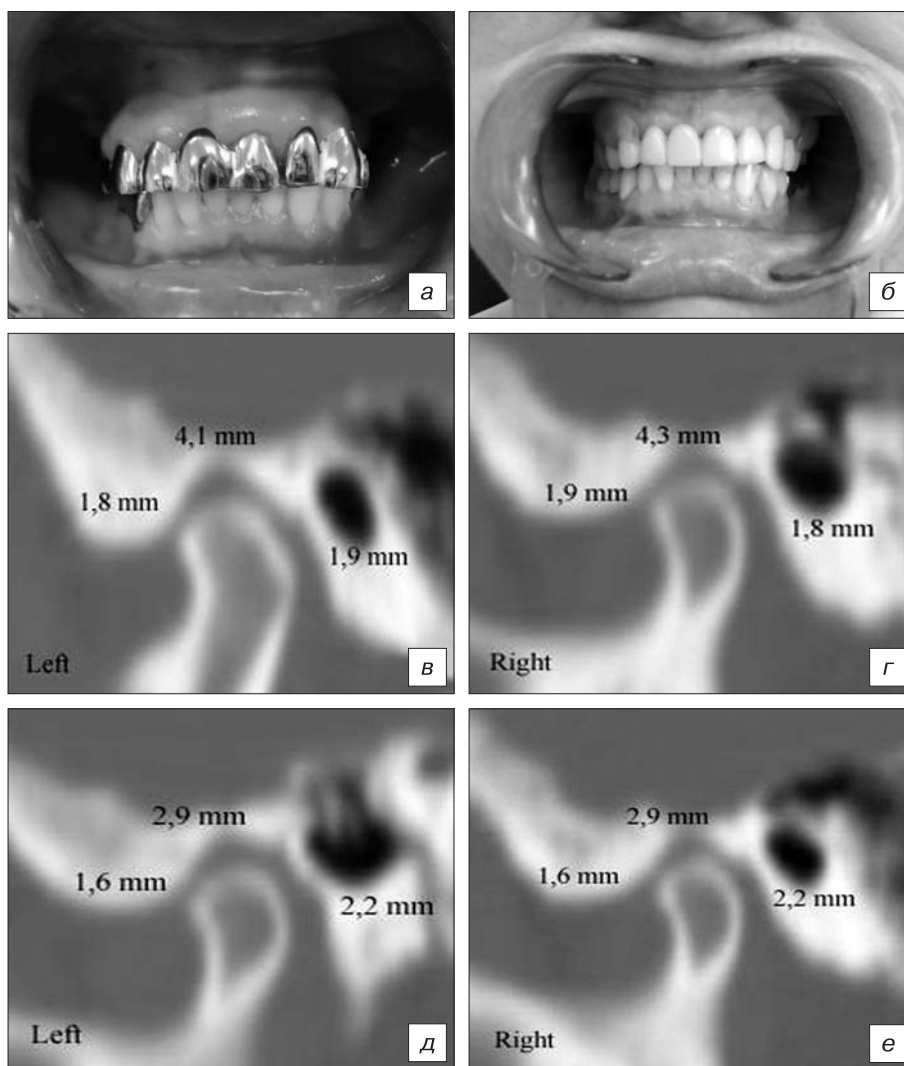 а
б
4,1 mm
1,8 mm
1,9 mm
Left
в
4,3 mm
1,9 mm
1,8 mm
Right
г
2,9 mm
1,6 mm
2,2 mm
Left
д
2,9 mm
1,6 mm
2,2 mm
Right
е